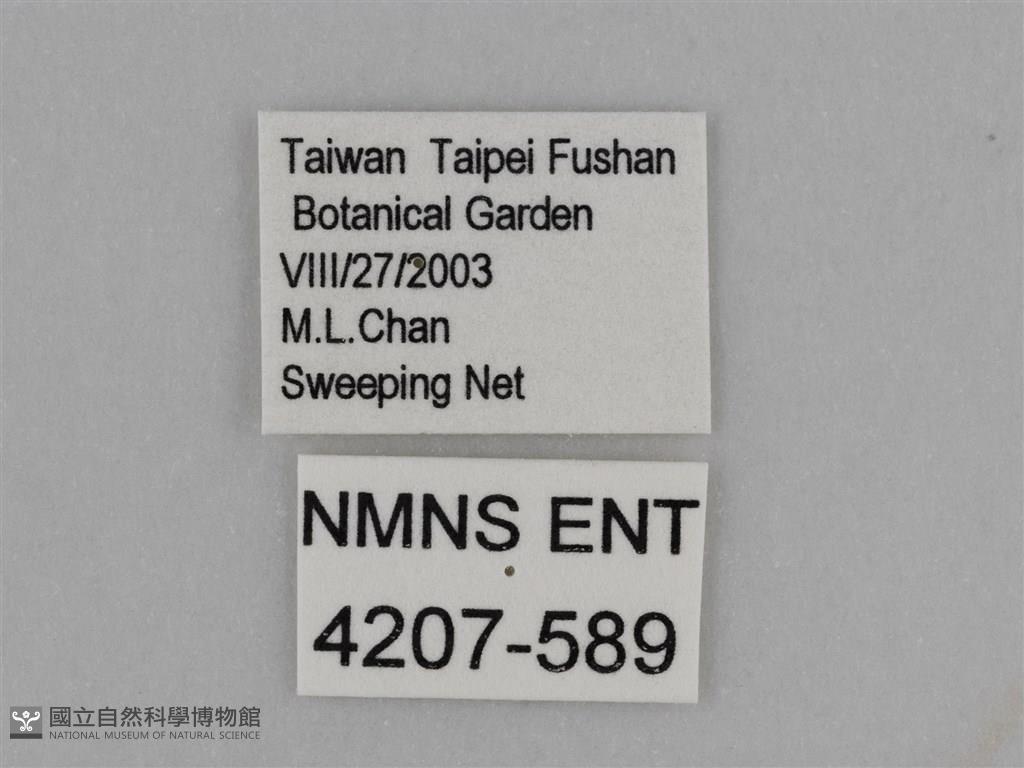 Taiwan Taipei Fushan
Botanical Garden
VIII/27/2003
M.L.Chan
Sweeping Net
NMNS ENT
4207-589
國立自然科學博物館
NATIONAL MUSEUM OF NATURAL SCIENCE